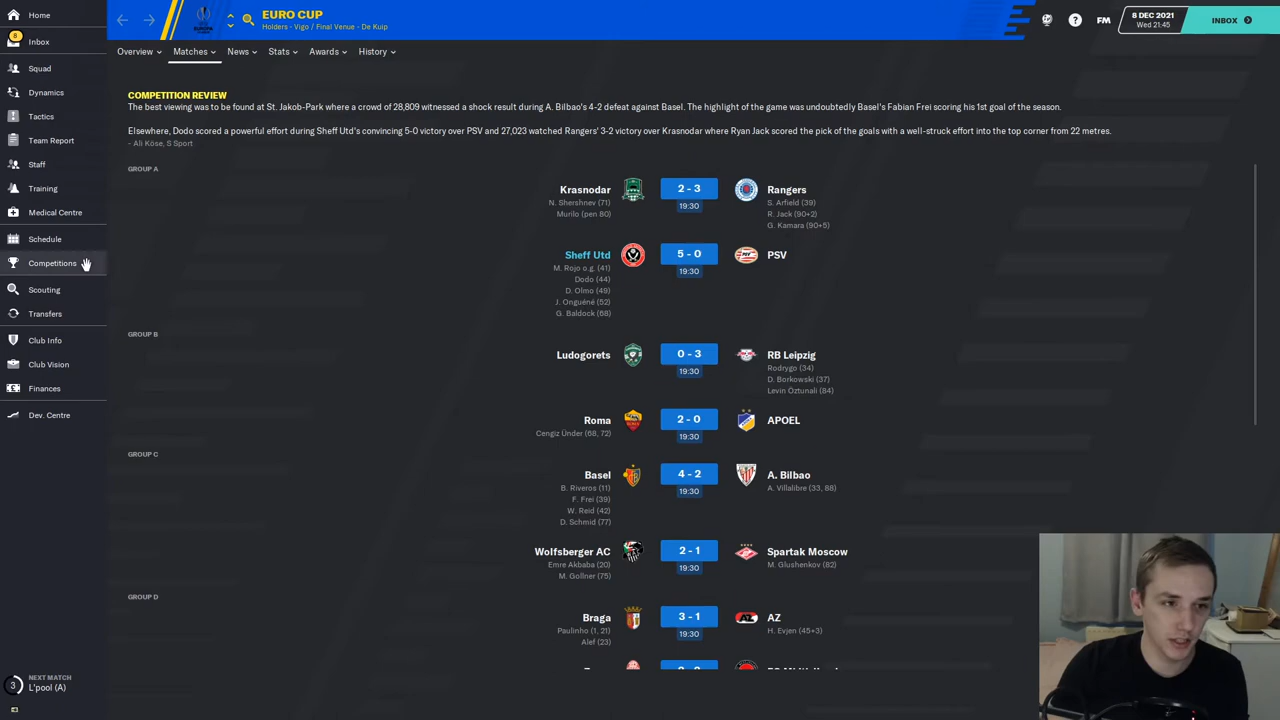 Home
8
Inbox
Squad
Dynamics
Tactics
Team Report
Staff
Training
Medical Centre
Schedule
Competitions
Scouting
Transfers
Club Info
Club Vision
Finances
Dev. Centre
NEXT MATCH
3 L'pool (A)
EURO CUP
Holders - Vigo / Final Venue - De Kuip
? FM
8 DEC 2021
Wed 21:45
INBOX
Overview Matches News Stats Awards History
COMPETITION REVIEW
The best viewing was to be found at St. Jakob-Park where a crowd of 28,809 witnessed a shock result during A. Bilbao's 4-2 defeat against Basel. The highlight of the game was undoubtedly Basel's Fabian Frei scoring his 1st goal of the season.
Elsewhere, Dodo scored a powerful effort during Sheff Utd's convincing 5-0 victory over PSV and 27,023 watched Rangers' 3-2 victory over Krasnodar where Ryan Jack scored the pick of the goals with a well-struck effort into the top corner from 22 metres.
- Ali Köse, S Sport
GROUP A
Krasnodar 2 - 3 Rangers
N. Shershnev (71) 19:30 S. Arfield (39)
Murilo (pen 80) R. Jack (90+2)
G. Kamara (90+5)
Sheff Utd 5 - 0 PSV
M. Rojo o.g. (41) 19:30
Dodo (44)
D. Olmo (49)
J. Onguéné (52)
G. Baldock (68)
GROUP B
Ludogorets 0 - 3 RB Leipzig
19:30 Rodrygo (34)
D. Borkowski (37)
Levin Öztunali (84)
Roma 2 - 0 APOEL
Cengiz Ünder (68, 72) 19:30
GROUP C
Basel 4 - 2 A. Bilbao
B. Riveros (11) 19:30 A. Villalibre (33, 88)
F. Frei (39)
W. Reid (42)
D. Schmid (77)
Wolfsberger AC 2 - 1 Spartak Moscow
Emre Akbaba (20) 19:30 M. Glushenkov (82)
M. Gollner (75)
GROUP D
Braga 3 - 1 AZ
Paulinho (1, 21) 19:30 H. Evjen (45+3)
Alef (23)